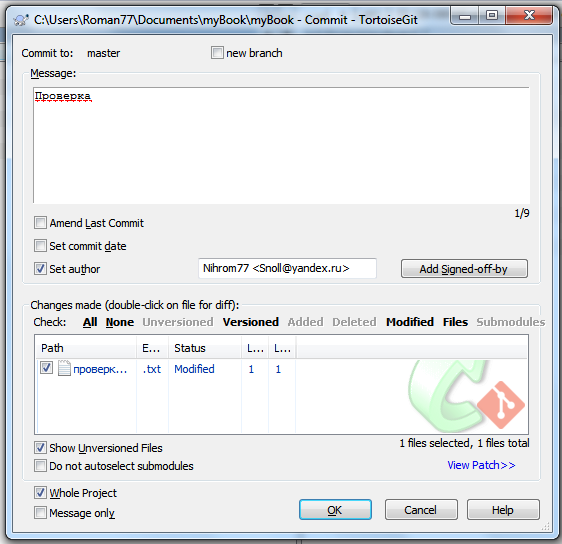 C:\Users\Roman77\Documents\myBook\myBook - Commit - TortoiseGit
Commit to: master new branch
Message:
Проверка
1/9
Amend Last Commit
Set commit date
Set author Nihrom77 <Snoll@yandex.ru> Add Signed-off-by
Changes made (double-click on file for diff):
Check: All None Unversioned Versioned Added Deleted Modified Files Submodules
Path E... Status L... L...
проверк... .txt Modified 1 1
Show Unversioned Files 1 files selected, 1 files total
Do not autoselect submodules View Patch>>
Whole Project
Message only
OK Cancel Help